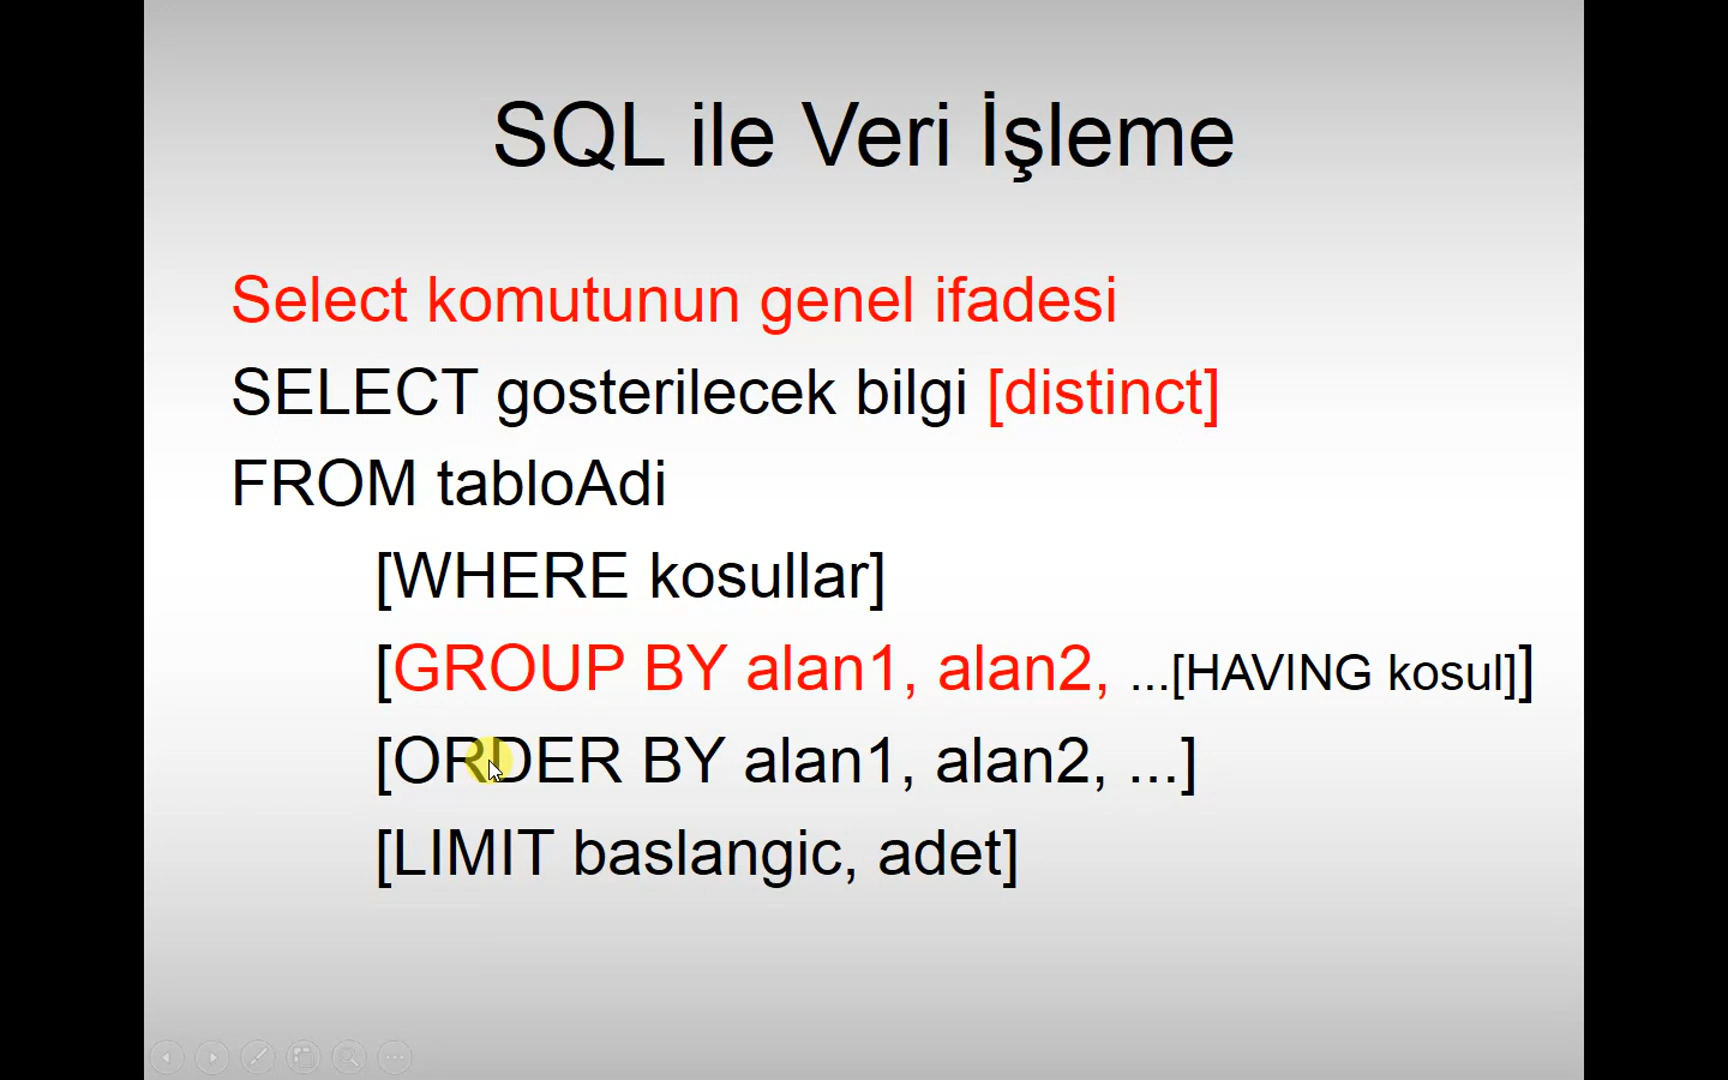 SQL ile Veri İşleme
Select komutunun genel ifadesi
SELECT gosterilecek bilgi [distinct]
FROM tabloAdi
[WHERE kosullar]
[GROUP BY alan1, alan2, ...[HAVING kosul]]
[ORDER BY alan1, alan2, ...]
[LIMIT baslangic, adet]